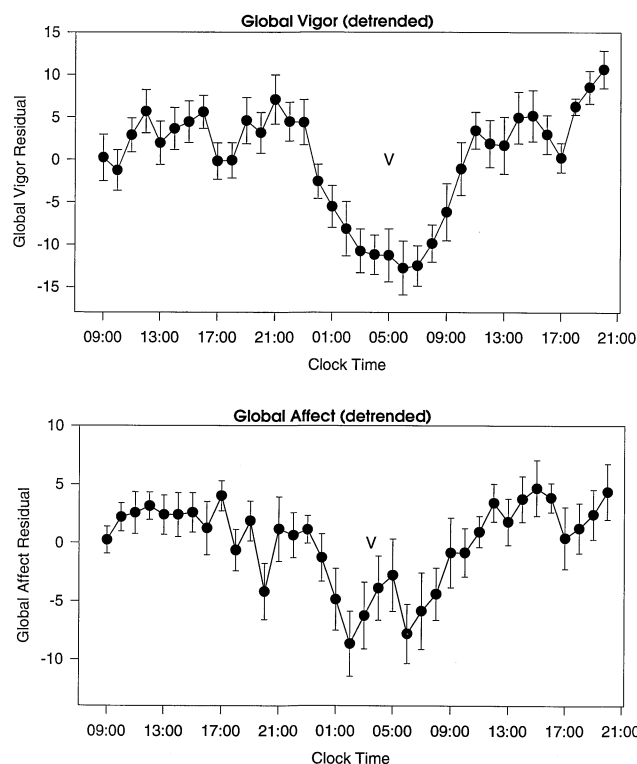 Global Vigor (detrended)
15
10
5
0
-5
-10
-15
Global Vigor Residual
V
09:00 13:00 17:00 21:00 01:00 05:00 09:00 13:00 17:00 21:00
Clock Time
Global Affect (detrended)
10
5
0
-5
-10
Global Affect Residual
V
09:00 13:00 17:00 21:00 01:00 05:00 09:00 13:00 17:00 21:00
Clock Time